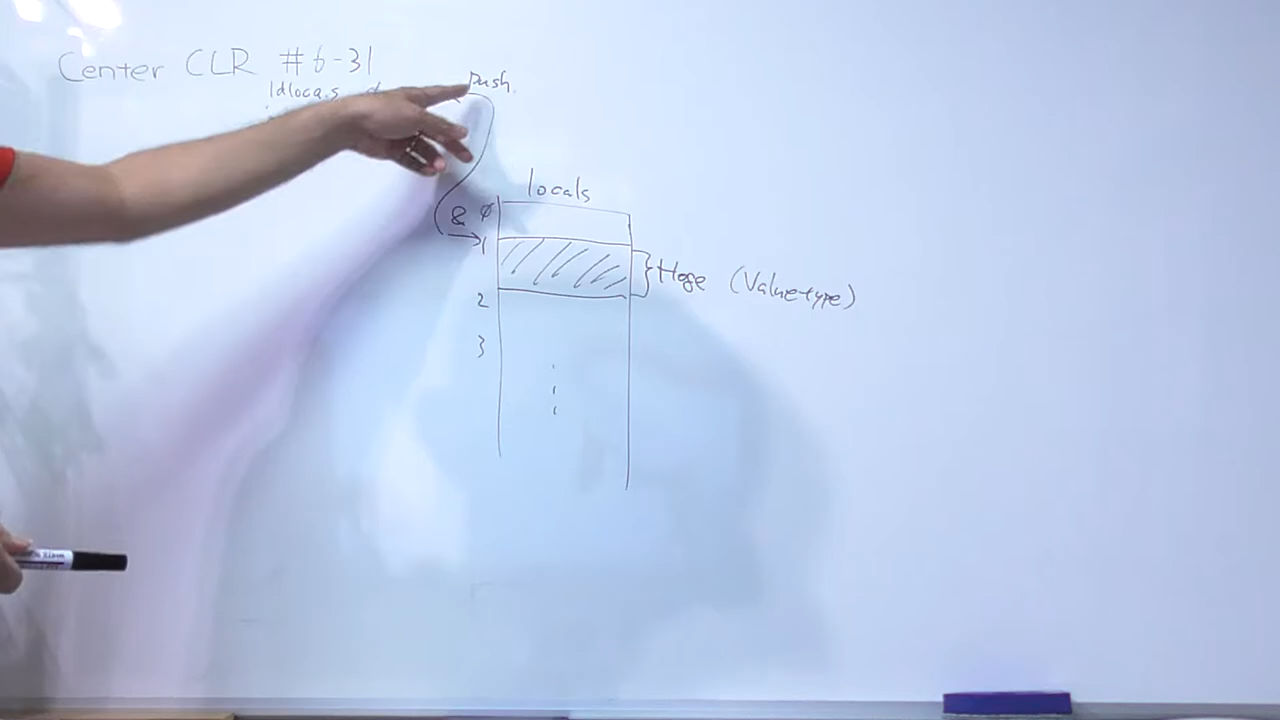 Center CLR #6-31
ldloca.s
push
locals
& 0
1
Hoge (Valuetype)
2
3